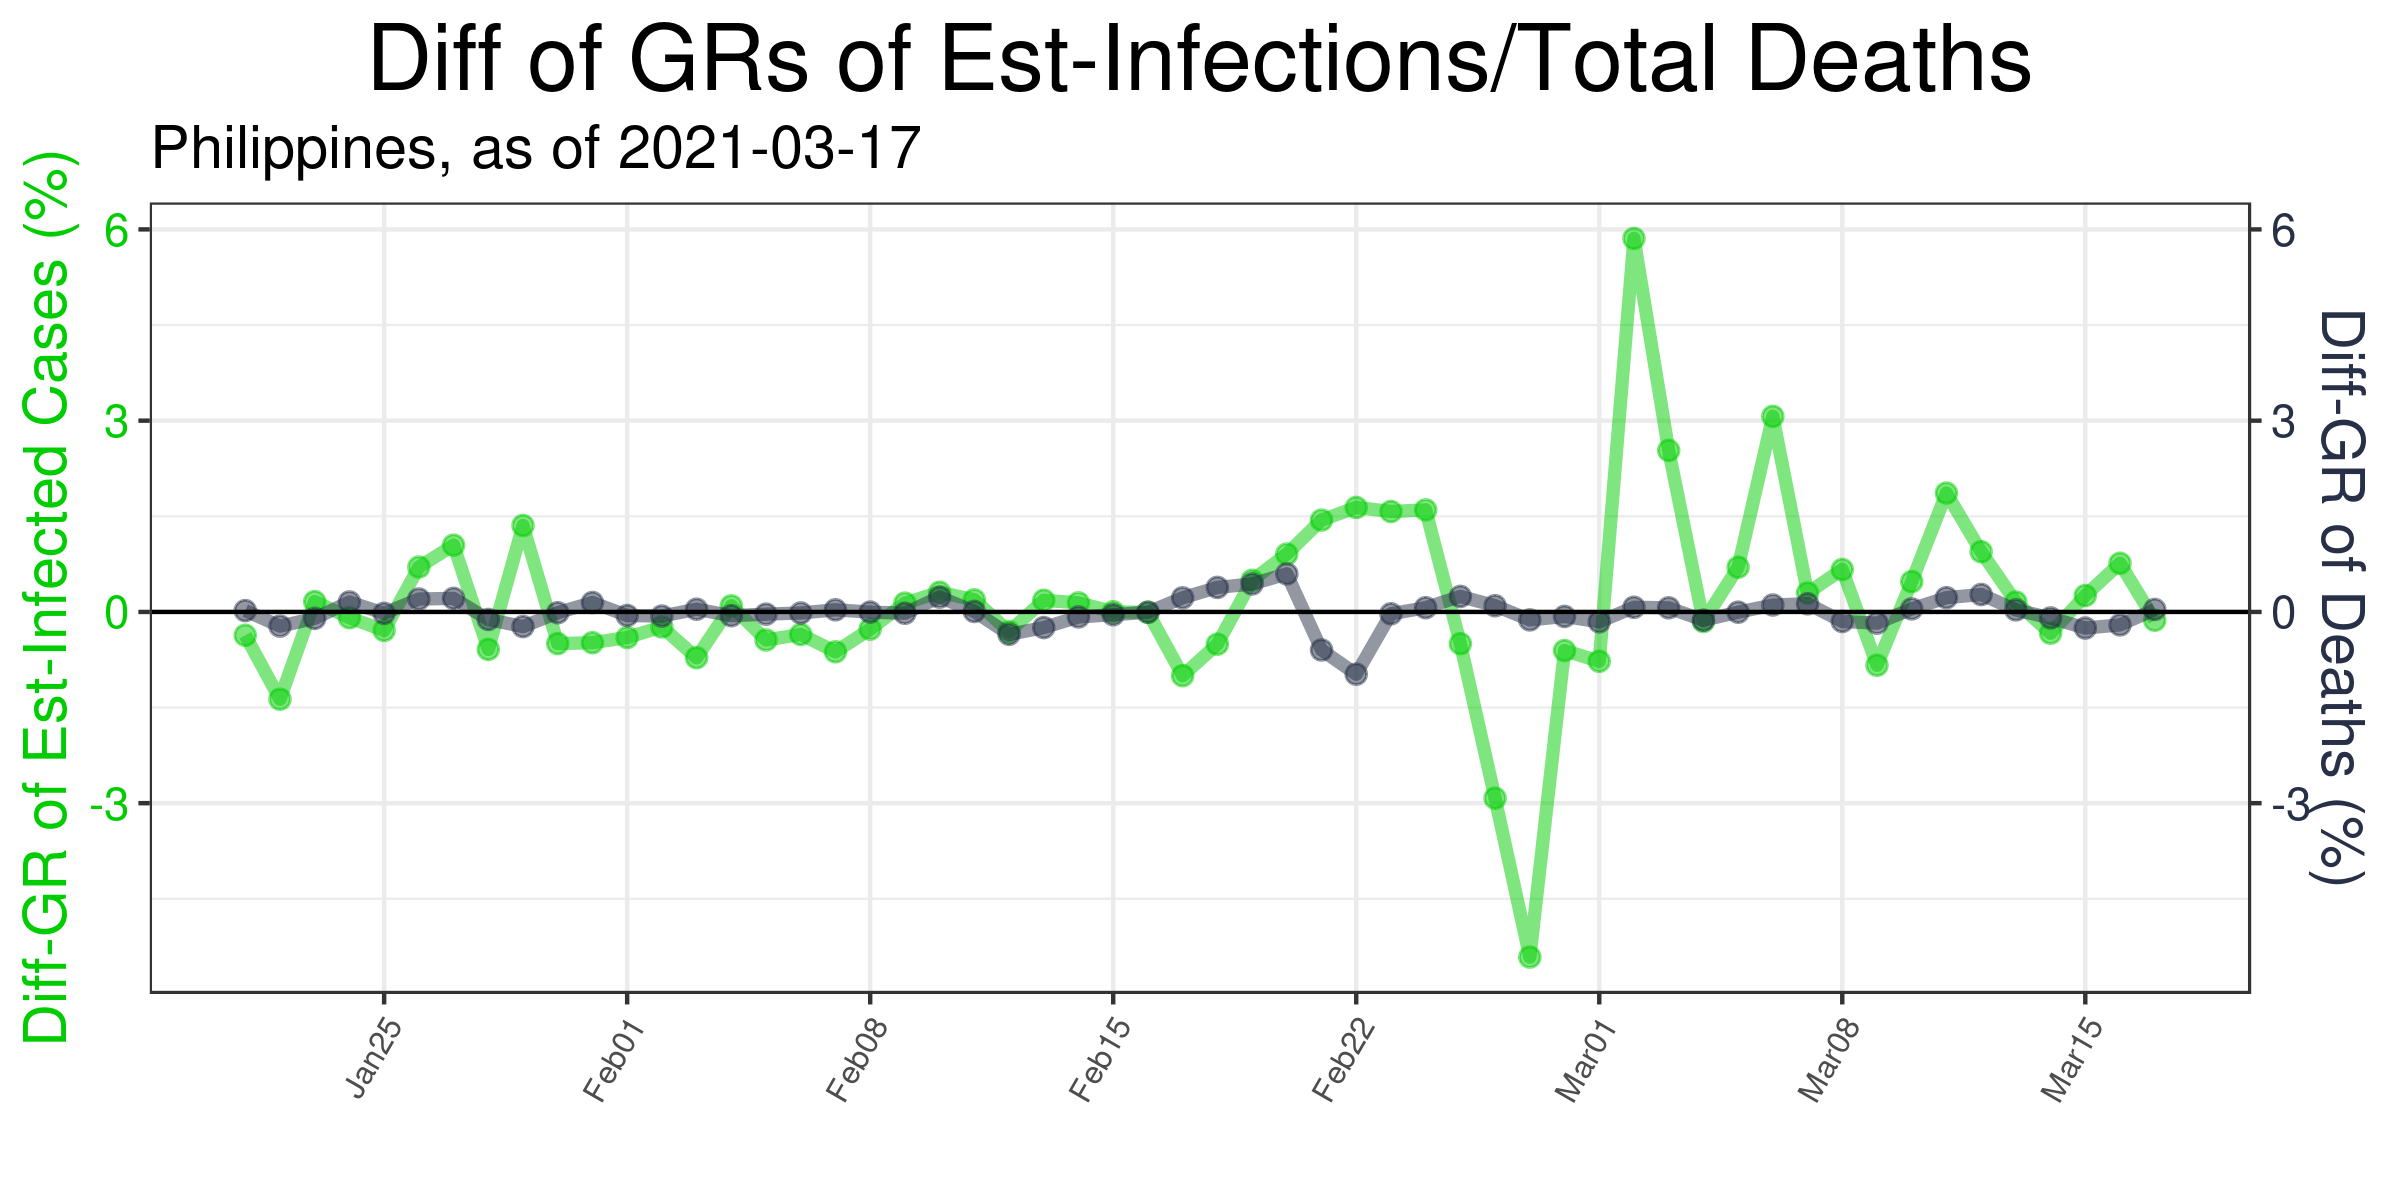 Diff of GRs of Est-Infections/Total Deaths
Philippines, as of 2021-03-17
Diff-GR of Est-Infected Cases (%)
6
3
0
-3
6
3
0
-3
Diff-GR of Deaths (%)
Jan25
Feb01
Feb08
Feb15
Feb22
Mar01
Mar08
Mar15